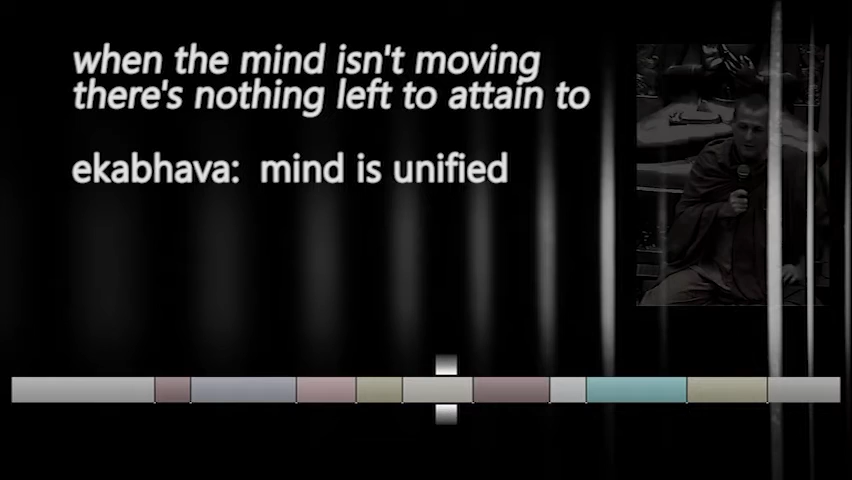 when the mind isn't moving
there's nothing left to attain to
ekabhava: mind is unified